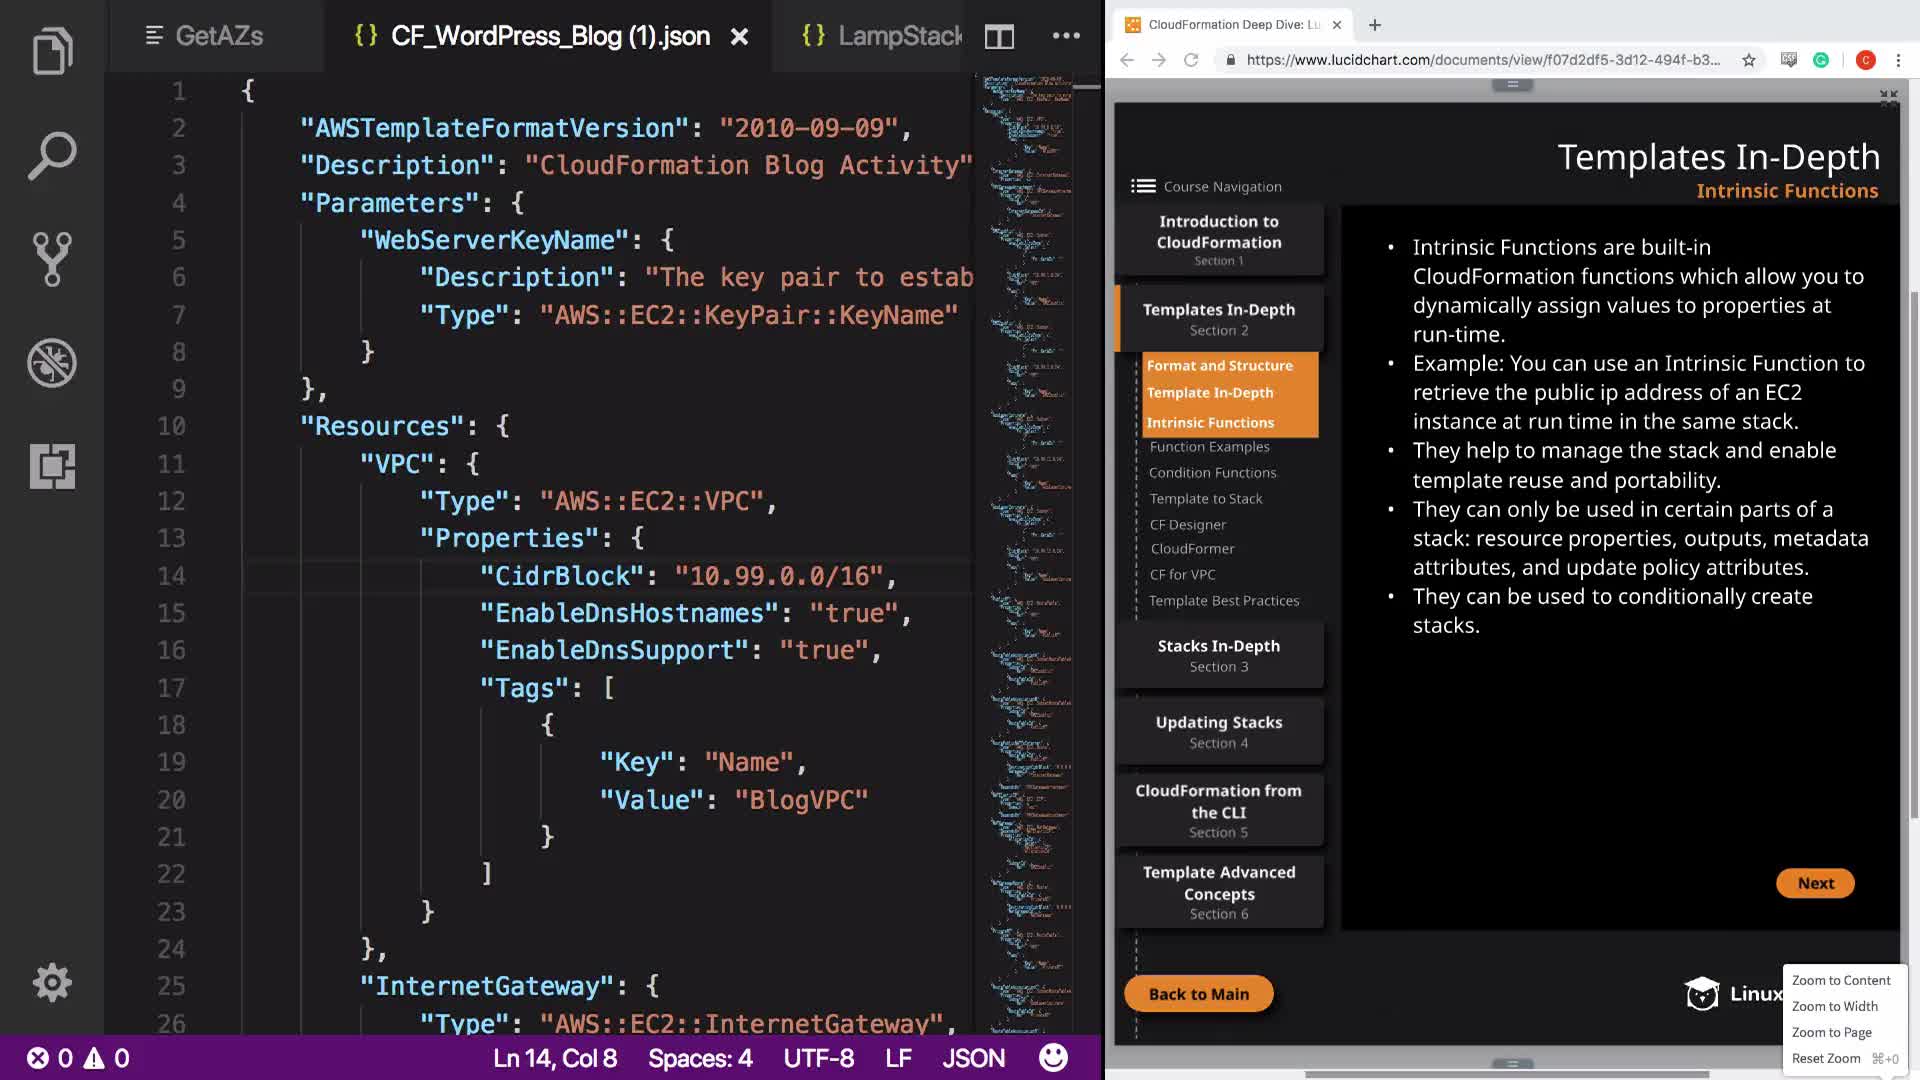 GetAZs
{} CF_WordPress_Blog (1).json ×
{} LampStack
1 {
2 "AWSTemplateFormatVersion": "2010-09-09",
3 "Description": "CloudFormation Blog Activity"
4 "Parameters": {
5 "WebServerKeyName": {
6 "Description": "The key pair to estab
7 "Type": "AWS::EC2::KeyPair::KeyName"
8 }
9 },
10 "Resources": {
11 "VPC": {
12 "Type": "AWS::EC2::VPC",
13 "Properties": {
14 "CidrBlock": "10.99.0.0/16",
15 "EnableDnsHostnames": "true",
16 "EnableDnsSupport": "true",
17 "Tags": [
18 {
19 "Key": "Name",
20 "Value": "BlogVPC"
21 }
22 ]
23 }
24 },
25 "InternetGateway": {
26 "Type": "AWS::EC2::InternetGateway",
0 0
Ln 14, Col 8 Spaces: 4 UTF-8 LF JSON
CloudFormation Deep Dive: Lu
https://www.lucidchart.com/documents/view/f07d2df5-3d12-494f-b3...
C
Templates In-Depth
Intrinsic Functions
Course Navigation
Introduction to
CloudFormation
Section 1
Templates In-Depth
Section 2
Format and Structure
Template In-Depth
Intrinsic Functions
Function Examples
Condition Functions
Template to Stack
CF Designer
CloudFormer
CF for VPC
Template Best Practices
Stacks In-Depth
Section 3
Updating Stacks
Section 4
CloudFormation from
the CLI
Section 5
Template Advanced
Concepts
Section 6
Back to Main
• Intrinsic Functions are built-in
CloudFormation functions which allow you to
dynamically assign values to properties at
run-time.
• Example: You can use an Intrinsic Function to
retrieve the public ip address of an EC2
instance at run time in the same stack.
• They help to manage the stack and enable
template reuse and portability.
• They can only be used in certain parts of a
stack: resource properties, outputs, metadata
attributes, and update policy attributes.
• They can be used to conditionally create
stacks.
Next
Linux
Zoom to Content
Zoom to Width
Zoom to Page
Reset Zoom ⌘+0